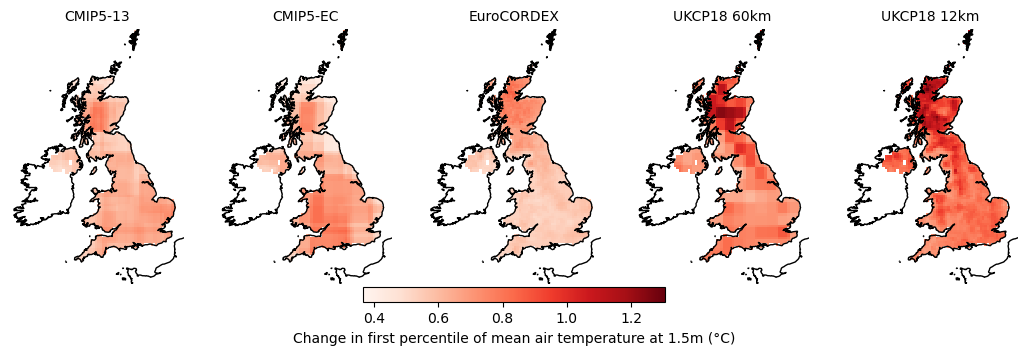 CMIP5-13
CMIP5-EC
EuroCORDEX
UKCP18 60km
UKCP18 12km
0.4
0.6
0.8
1.0
1.2
Change in first percentile of mean air temperature at 1.5m (°C)